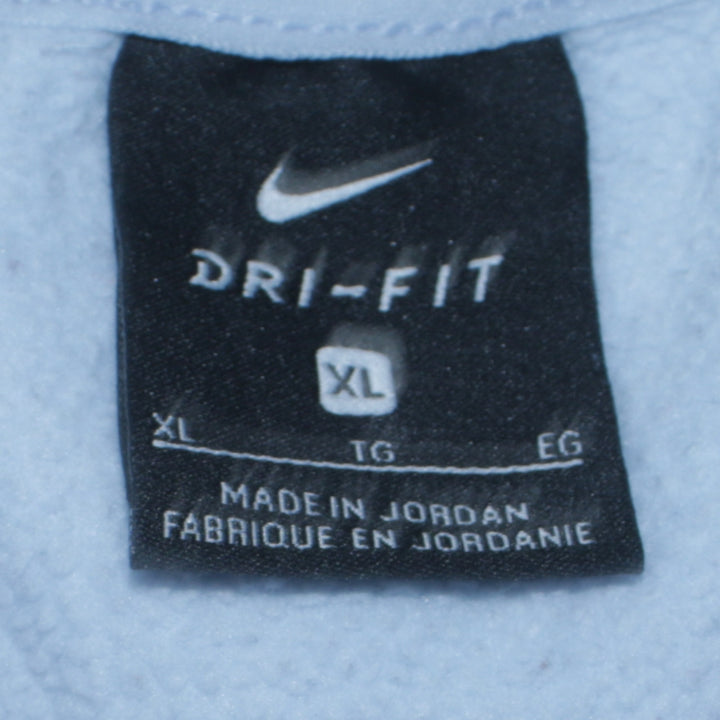 DRI-FIT
XL
XL TG EG
MADE IN JORDAN
FABRIQUE EN JORDANIE